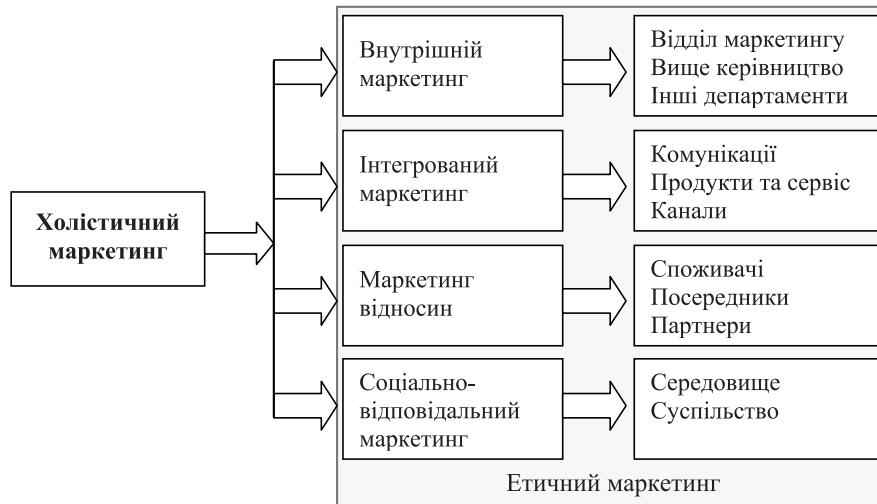 Холістичний
маркетинг
Внутрішній
маркетинг
Відділ маркетингу
Вище керівництво
Інші департаменти
Інтегрований
маркетинг
Комунікації
Продукти та сервіс
Канали
Маркетинг
відносин
Споживачі
Посередники
Партнери
Соціально-
відповідальний
маркетинг
Середовище
Суспільство
Етичний маркетинг